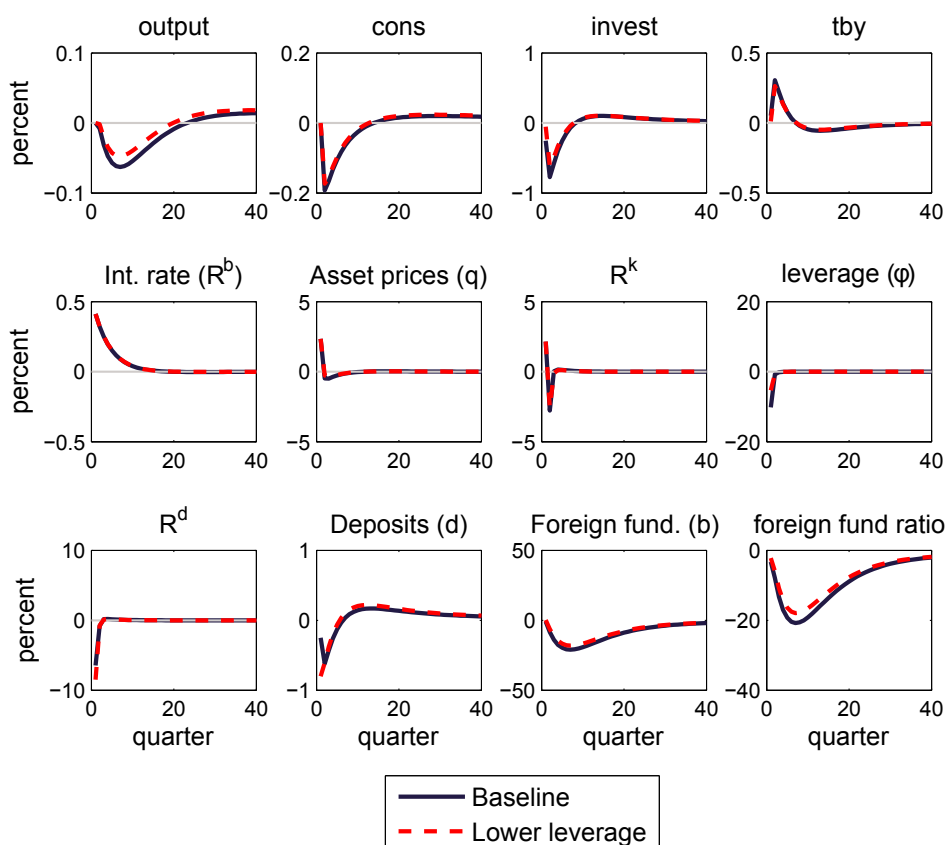 output cons invest tby
percent
0.1 0 −0.1 0 20 40
0.2 0 −0.2 0 20 40
1 0 −1 0 20 40
0.5 0 −0.5 0 20 40
Int. rate (R^b) Asset prices (q) R^k leverage (φ)
percent
0.5 0 −0.5 0 20 40
5 0 −5 0 20 40
5 0 −5 0 20 40
20 0 −20 0 20 40
R^d Deposits (d) Foreign fund. (b) foreign fund ratio
percent
10 0 −10 0 20 40
1 0 −1 0 20 40
50 0 −50 0 20 40
0 −20 −40 0 20 40
quarter quarter quarter quarter
Baseline
Lower leverage